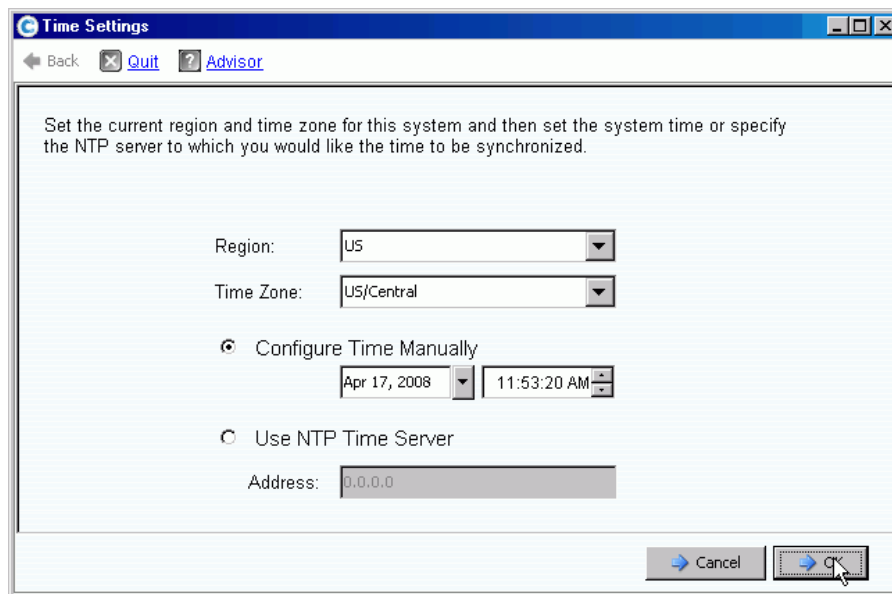 Time Settings
Back Quit Advisor
Set the current region and time zone for this system and then set the system time or specify
the NTP server to which you would like the time to be synchronized.
Region: US
Time Zone: US/Central
Configure Time Manually
Apr 17, 2008 11:53:20 AM
Use NTP Time Server
Address: 0.0.0.0
Cancel OK